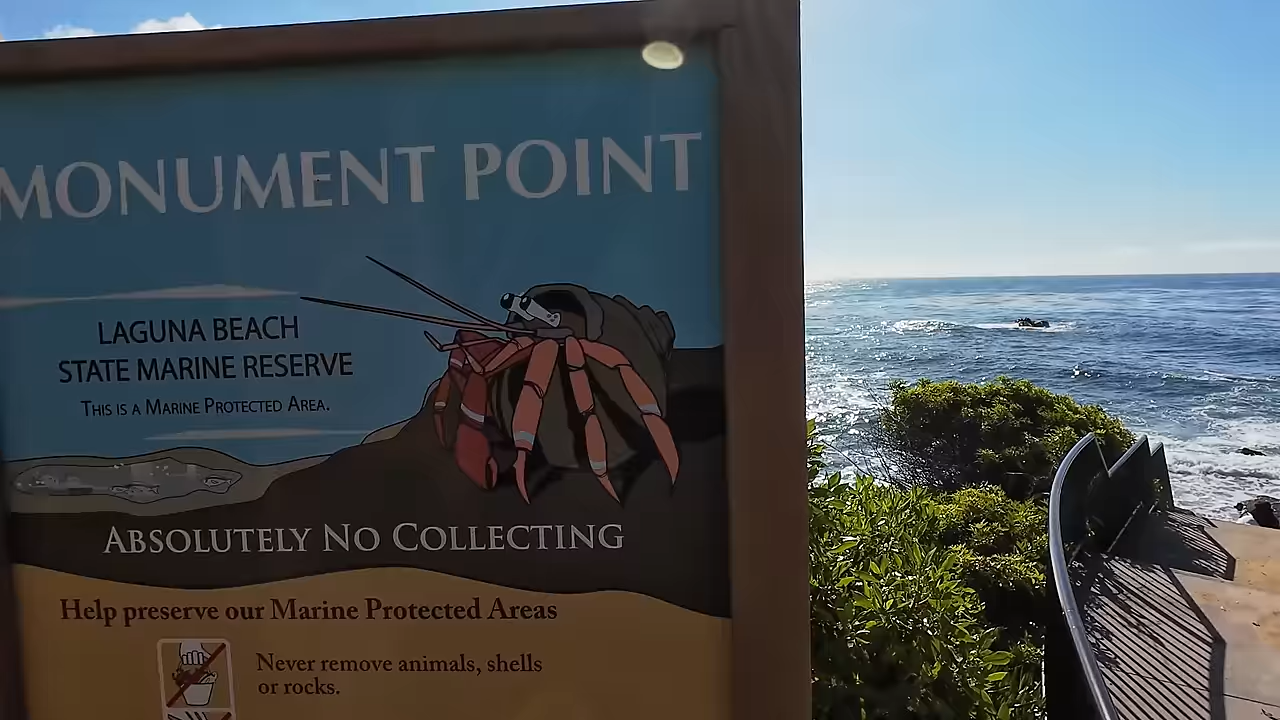 MONUMENT POINT
LAGUNA BEACH
STATE MARINE RESERVE
THIS IS A MARINE PROTECTED AREA.
ABSOLUTELY NO COLLECTING
Help preserve our Marine Protected Areas
Never remove animals, shells
or rocks.